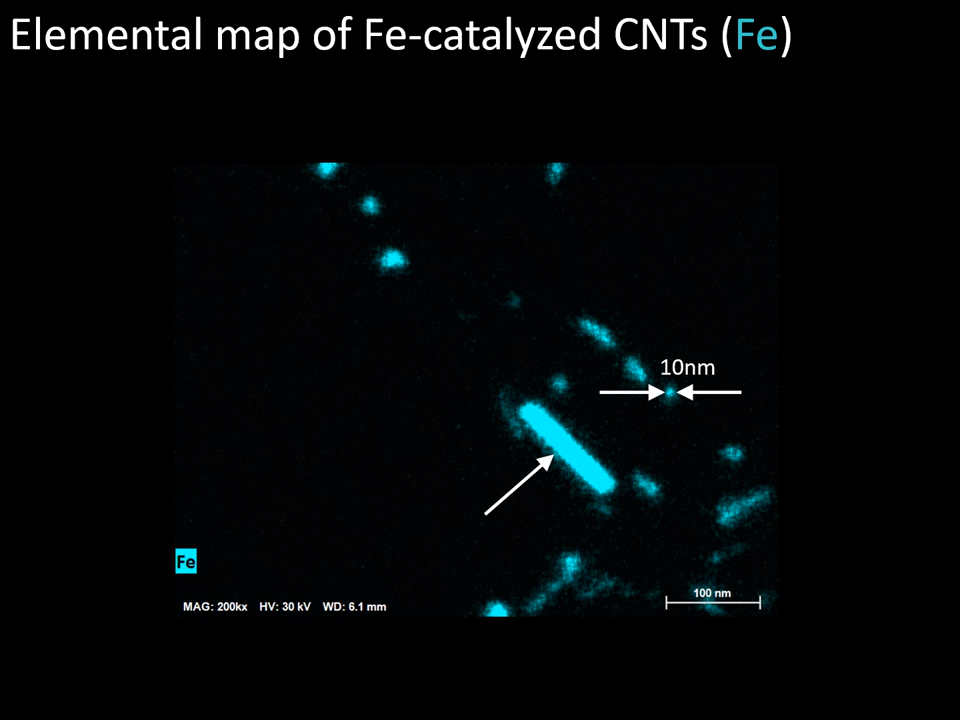 Elemental map of Fe-catalyzed CNTs (Fe)
10nm
Fe
MAG: 200kx HV: 30 kV WD: 6.1 mm
100 nm